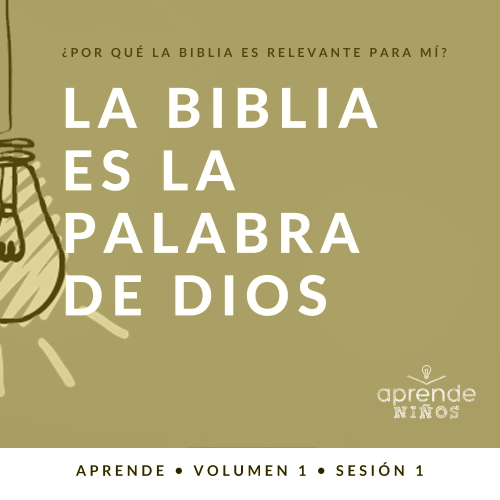 ¿POR QUÉ LA BIBLIA ES RELEVANTE PARA MÍ?
LA BIBLIA
ES LA
PALABRA
DE DIOS
aprende
NIÑOS
APRENDE • VOLUMEN 1 • SESIÓN 1